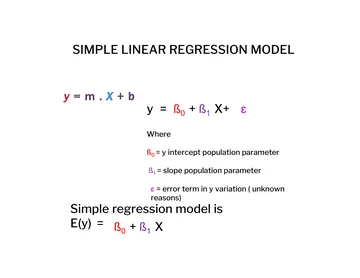 SIMPLE LINEAR REGRESSION MODEL
y = m . X + b
y = ß0 + ß1 X+ ε
Where
ß0 = y intercept population parameter
ß1 = slope population parameter
ε = error term in y variation ( unknown
reasons)
Simple regression model is
E(y) = ß0 + ß1 X